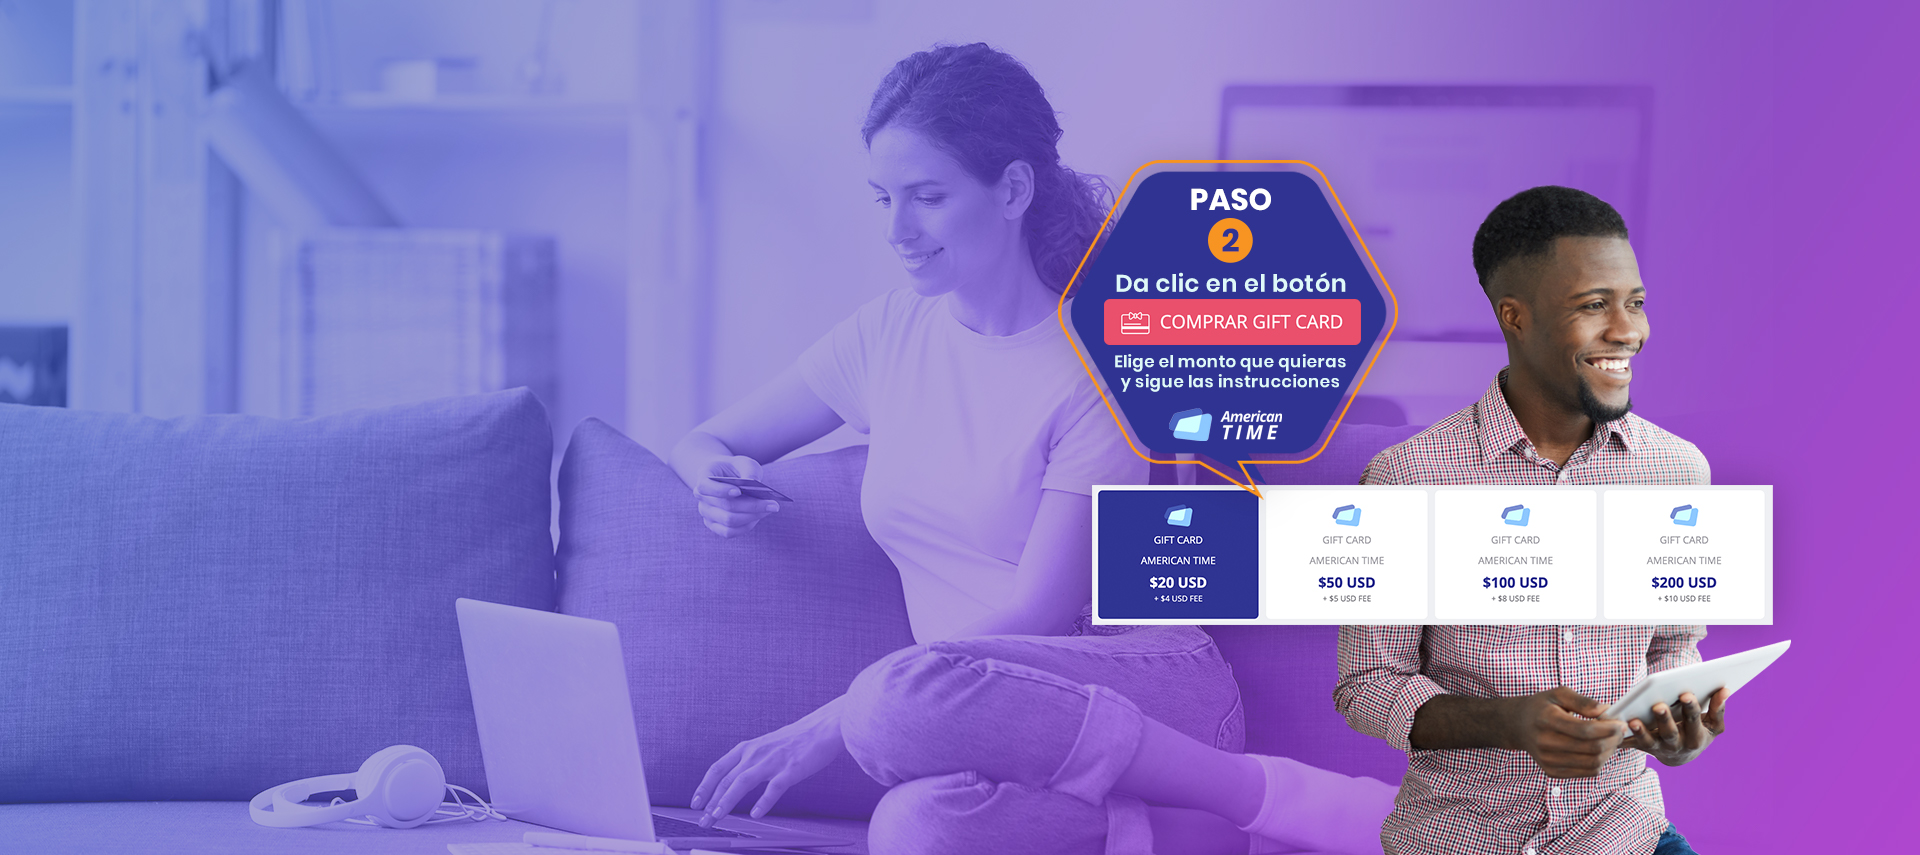 PASO
2
Da clic en el botón
COMPRAR GIFT CARD
Elige el monto que quieras
y sigue las instrucciones
American
TIME
GIFT CARD
AMERICAN TIME
$20 USD
+ $4 USD FEE
GIFT CARD
AMERICAN TIME
$50 USD
+ $5 USD FEE
GIFT CARD
AMERICAN TIME
$100 USD
+ $8 USD FEE
GIFT CARD
AMERICAN TIME
$200 USD
+ $10 USD FEE